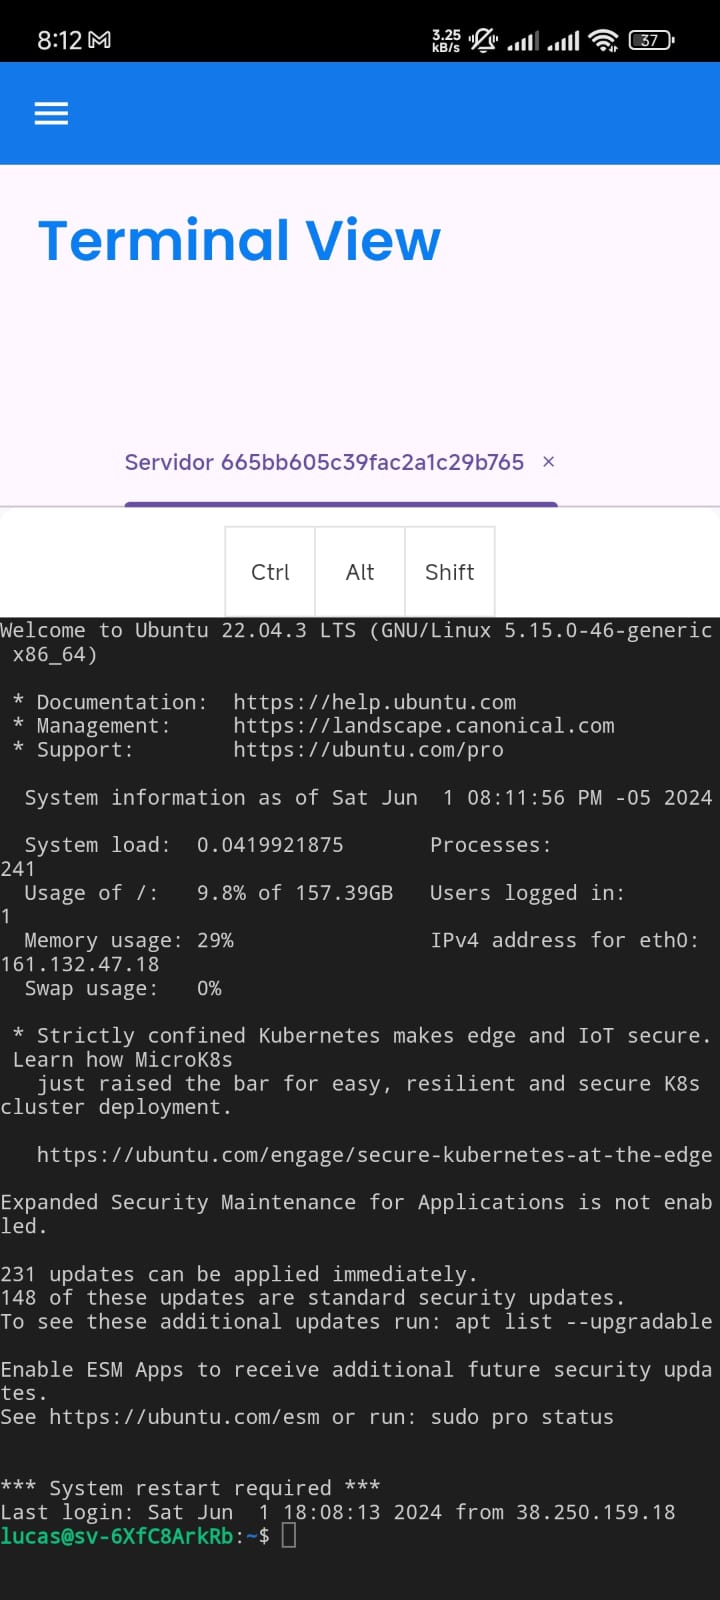 8:12
3.25
kB/s
37
Terminal View
Servidor 665bb605c39fac2a1c29b765 ×
Ctrl Alt Shift
Welcome to Ubuntu 22.04.3 LTS (GNU/Linux 5.15.0-46-generic
x86_64)
* Documentation: https://help.ubuntu.com
* Management: https://landscape.canonical.com
* Support: https://ubuntu.com/pro
System information as of Sat Jun 1 08:11:56 PM -05 2024
System load: 0.0419921875 Processes:
241
Usage of /: 9.8% of 157.39GB Users logged in:
1
Memory usage: 29% IPv4 address for eth0:
161.132.47.18
Swap usage: 0%
* Strictly confined Kubernetes makes edge and IoT secure.
Learn how MicroK8s
just raised the bar for easy, resilient and secure K8s
cluster deployment.
https://ubuntu.com/engage/secure-kubernetes-at-the-edge
Expanded Security Maintenance for Applications is not enab
led.
231 updates can be applied immediately.
148 of these updates are standard security updates.
To see these additional updates run: apt list --upgradable
Enable ESM Apps to receive additional future security upda
tes.
See https://ubuntu.com/esm or run: sudo pro status
*** System restart required ***
Last login: Sat Jun 1 18:08:13 2024 from 38.250.159.18
lucas@sv-6XfC8ArkRb:~$